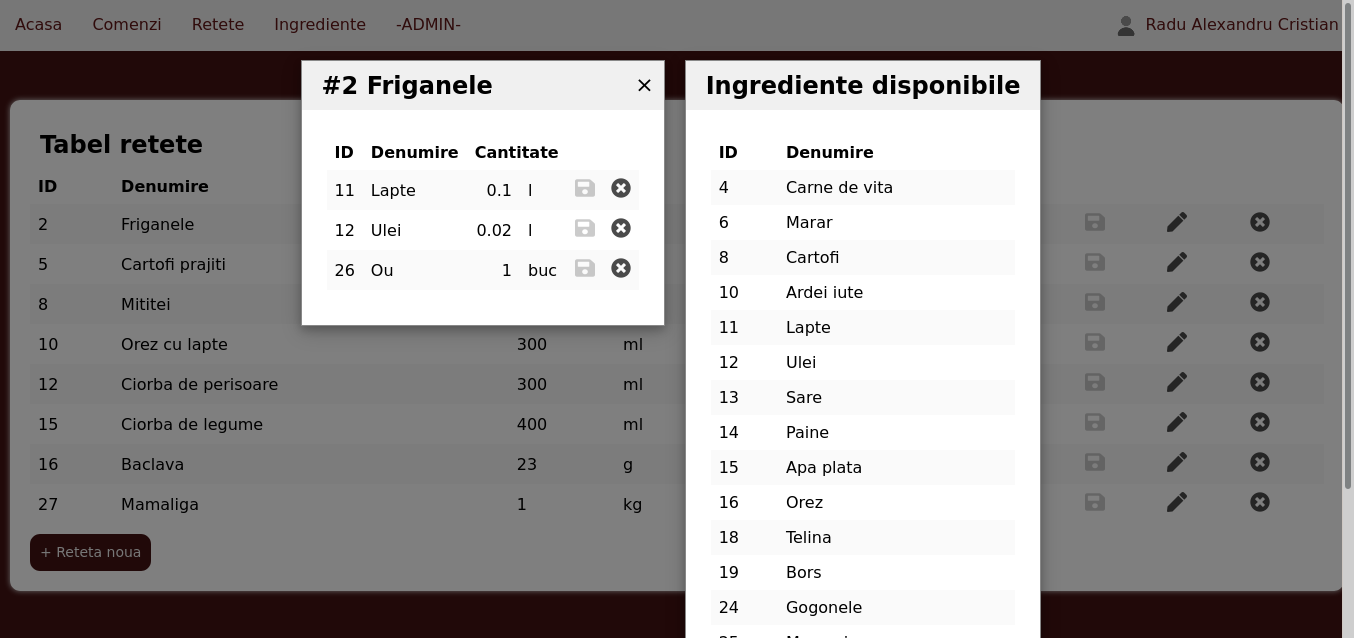 Acasa Comenzi Retete Ingrediente -ADMIN- Radu Alexandru Cristian
#2 Friganele
ID Denumire Cantitate
11 Lapte 0.1 l
12 Ulei 0.02 l
26 Ou 1 buc
Ingrediente disponibile
ID Denumire
4 Carne de vita
6 Marar
8 Cartofi
10 Ardei iute
11 Lapte
12 Ulei
13 Sare
14 Paine
15 Apa plata
16 Orez
18 Telina
19 Bors
24 Gogonele
Tabel retete
ID Denumire
2 Friganele
5 Cartofi prajiti
8 Mititei
10 Orez cu lapte 300 ml
12 Ciorba de perisoare 300 ml
15 Ciorba de legume 400 ml
16 Baclava 23 g
27 Mamaliga 1 kg
+ Reteta noua